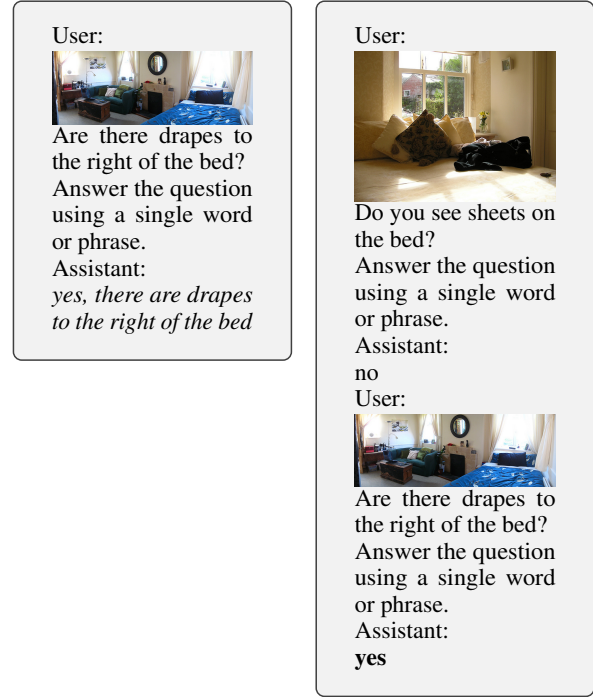 User:
Are there drapes to
the right of the bed?
Answer the question
using a single word
or phrase.
Assistant:
yes, there are drapes
to the right of the bed
User:
Do you see sheets on
the bed?
Answer the question
using a single word
or phrase.
Assistant:
no
User:
Are there drapes to
the right of the bed?
Answer the question
using a single word
or phrase.
Assistant:
yes